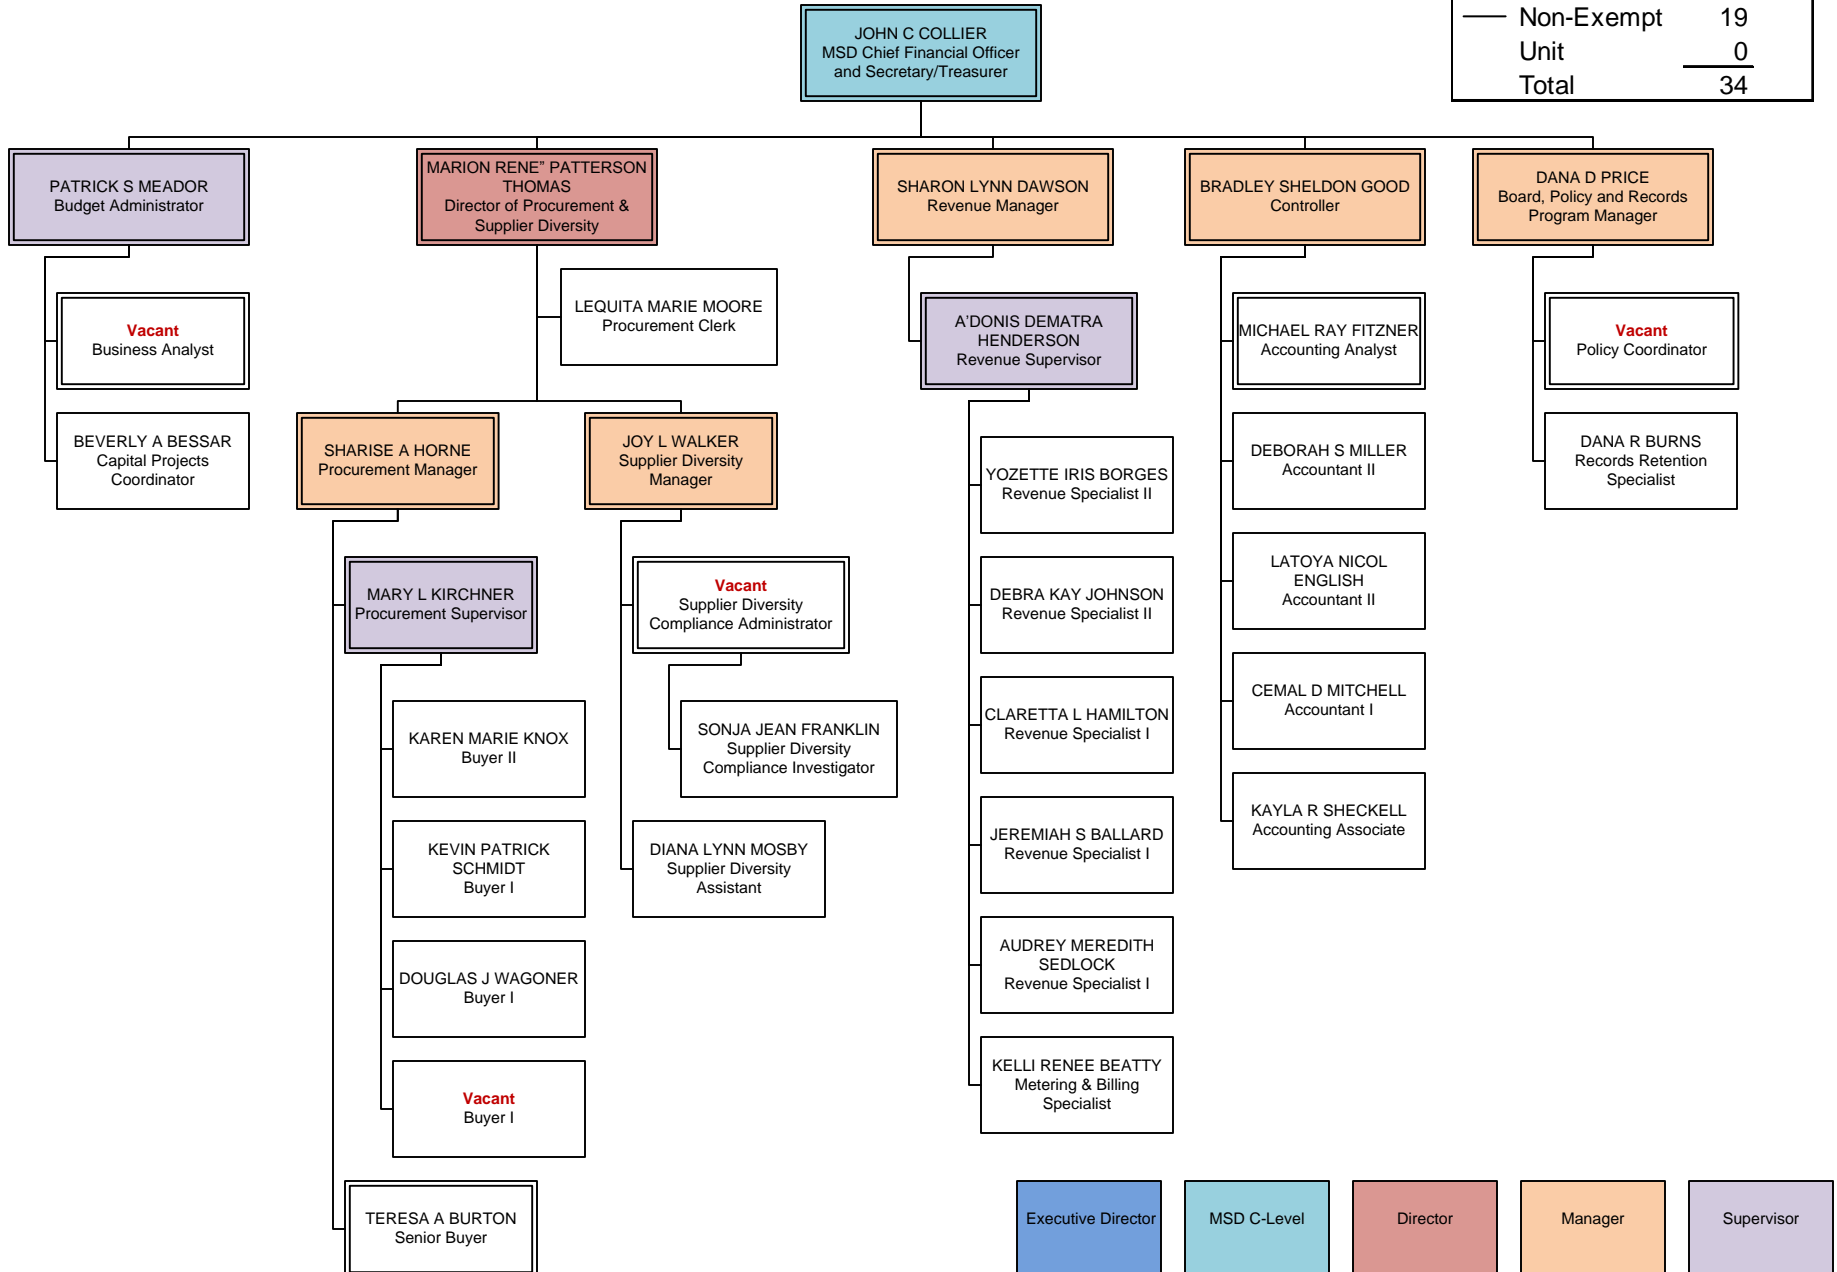 Non-Exempt 19
Unit 0
Total 34
JOHN C COLLIER
MSD Chief Financial Officer
and Secretary/Treasurer
PATRICK S MEADOR
Budget Administrator
MARION RENE” PATTERSON
THOMAS
Director of Procurement &
Supplier Diversity
SHARON LYNN DAWSON
Revenue Manager
BRADLEY SHELDON GOOD
Controller
DANA D PRICE
Board, Policy and Records
Program Manager
Vacant
Business Analyst
BEVERLY A BESSAR
Capital Projects
Coordinator
LEQUITA MARIE MOORE
Procurement Clerk
SHARISE A HORNE
Procurement Manager
JOY L WALKER
Supplier Diversity
Manager
MARY L KIRCHNER
Procurement Supervisor
KAREN MARIE KNOX
Buyer II
KEVIN PATRICK
SCHMIDT
Buyer I
DOUGLAS J WAGONER
Buyer I
Vacant
Buyer I
TERESA A BURTON
Senior Buyer
Vacant
Supplier Diversity
Compliance Administrator
SONJA JEAN FRANKLIN
Supplier Diversity
Compliance Investigator
DIANA LYNN MOSBY
Supplier Diversity
Assistant
A’DONIS DEMATRA
HENDERSON
Revenue Supervisor
YOZETTE IRIS BORGES
Revenue Specialist II
DEBRA KAY JOHNSON
Revenue Specialist II
CLARETTA L HAMILTON
Revenue Specialist I
JEREMIAH S BALLARD
Revenue Specialist I
AUDREY MEREDITH
SEDLOCK
Revenue Specialist I
KELLI RENEE BEATTY
Metering & Billing
Specialist
MICHAEL RAY FITZNER
Accounting Analyst
DEBORAH S MILLER
Accountant II
LATOYA NICOL
ENGLISH
Accountant II
CEMAL D MITCHELL
Accountant I
KAYLA R SHECKELL
Accounting Associate
Vacant
Policy Coordinator
DANA R BURNS
Records Retention
Specialist
Executive Director
MSD C-Level
Director
Manager
Supervisor